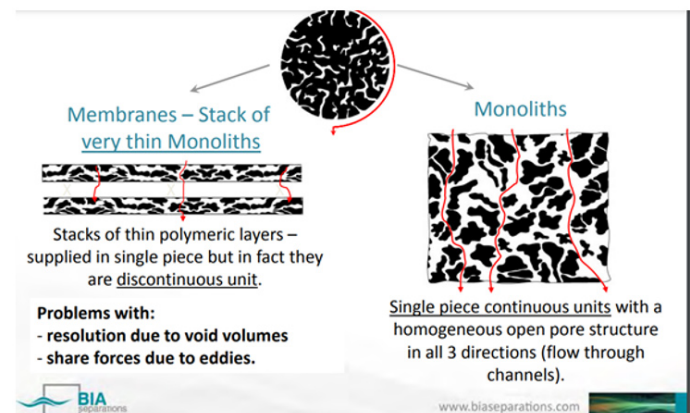 Membranes – Stack of
very thin Monoliths
Stacks of thin polymeric layers –
supplied in single piece but in fact they
are discontinuous unit.
Problems with:
- resolution due to void volumes
- share forces due to eddies.
Monoliths
Single piece continuous units with a
homogeneous open pore structure
in all 3 directions (flow through
channels).
BIA
separations
www.biaseparations.com